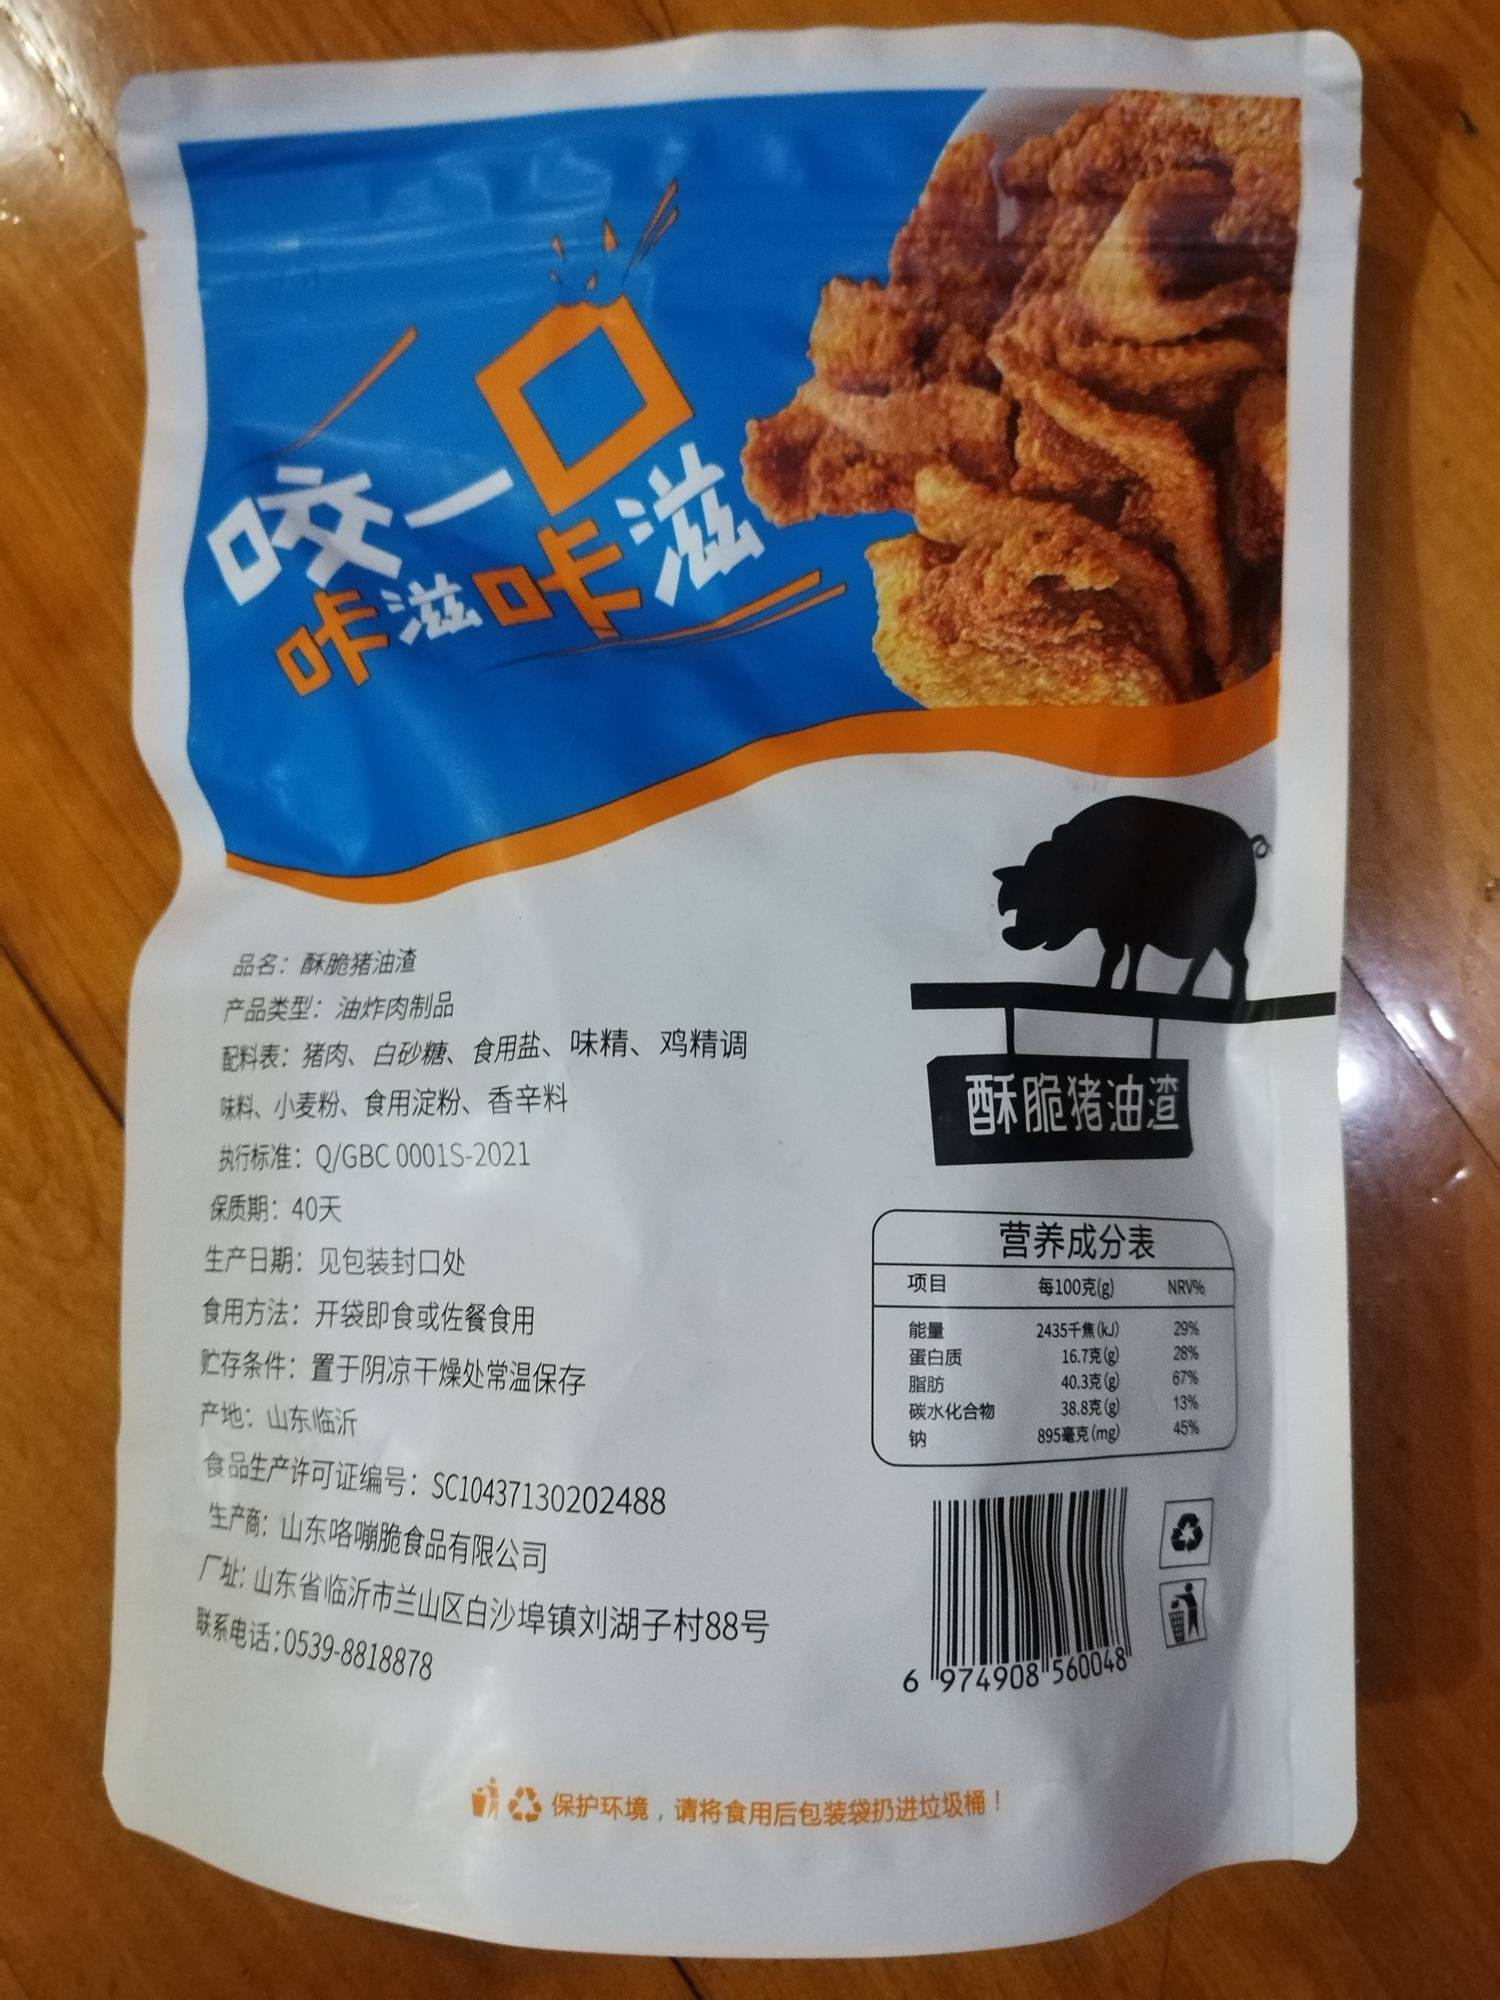 咬一口
咔滋咔滋
品名：酥脆猪油渣
产品类型：油炸肉制品
配料表：猪肉、白砂糖、食用盐、味精、鸡精调
味料、小麦粉、食用淀粉、香辛料
执行标准：Q/GBC 0001S-2021
保质期：40天
生产日期：见包装封口处
食用方法：开袋即食或佐餐食用
贮存条件：置于阴凉干燥处常温保存
产地：山东临沂
食品生产许可证编号：SC10437130202488
生产商：山东咯嘣脆食品有限公司
厂址：山东省临沂市兰山区白沙埠镇刘湖子村88号
联系电话：0539-8818878
酥脆猪油渣
营养成分表
项目 每100克(g) NRV%
能量 2435千焦(kJ) 29%
蛋白质 16.7克(g) 28%
脂肪 40.3克(g) 67%
碳水化合物 38.8克(g) 13%
钠 895毫克(mg) 45%
6 974908 560048
保护环境，请将食用后包装袋扔进垃圾桶！